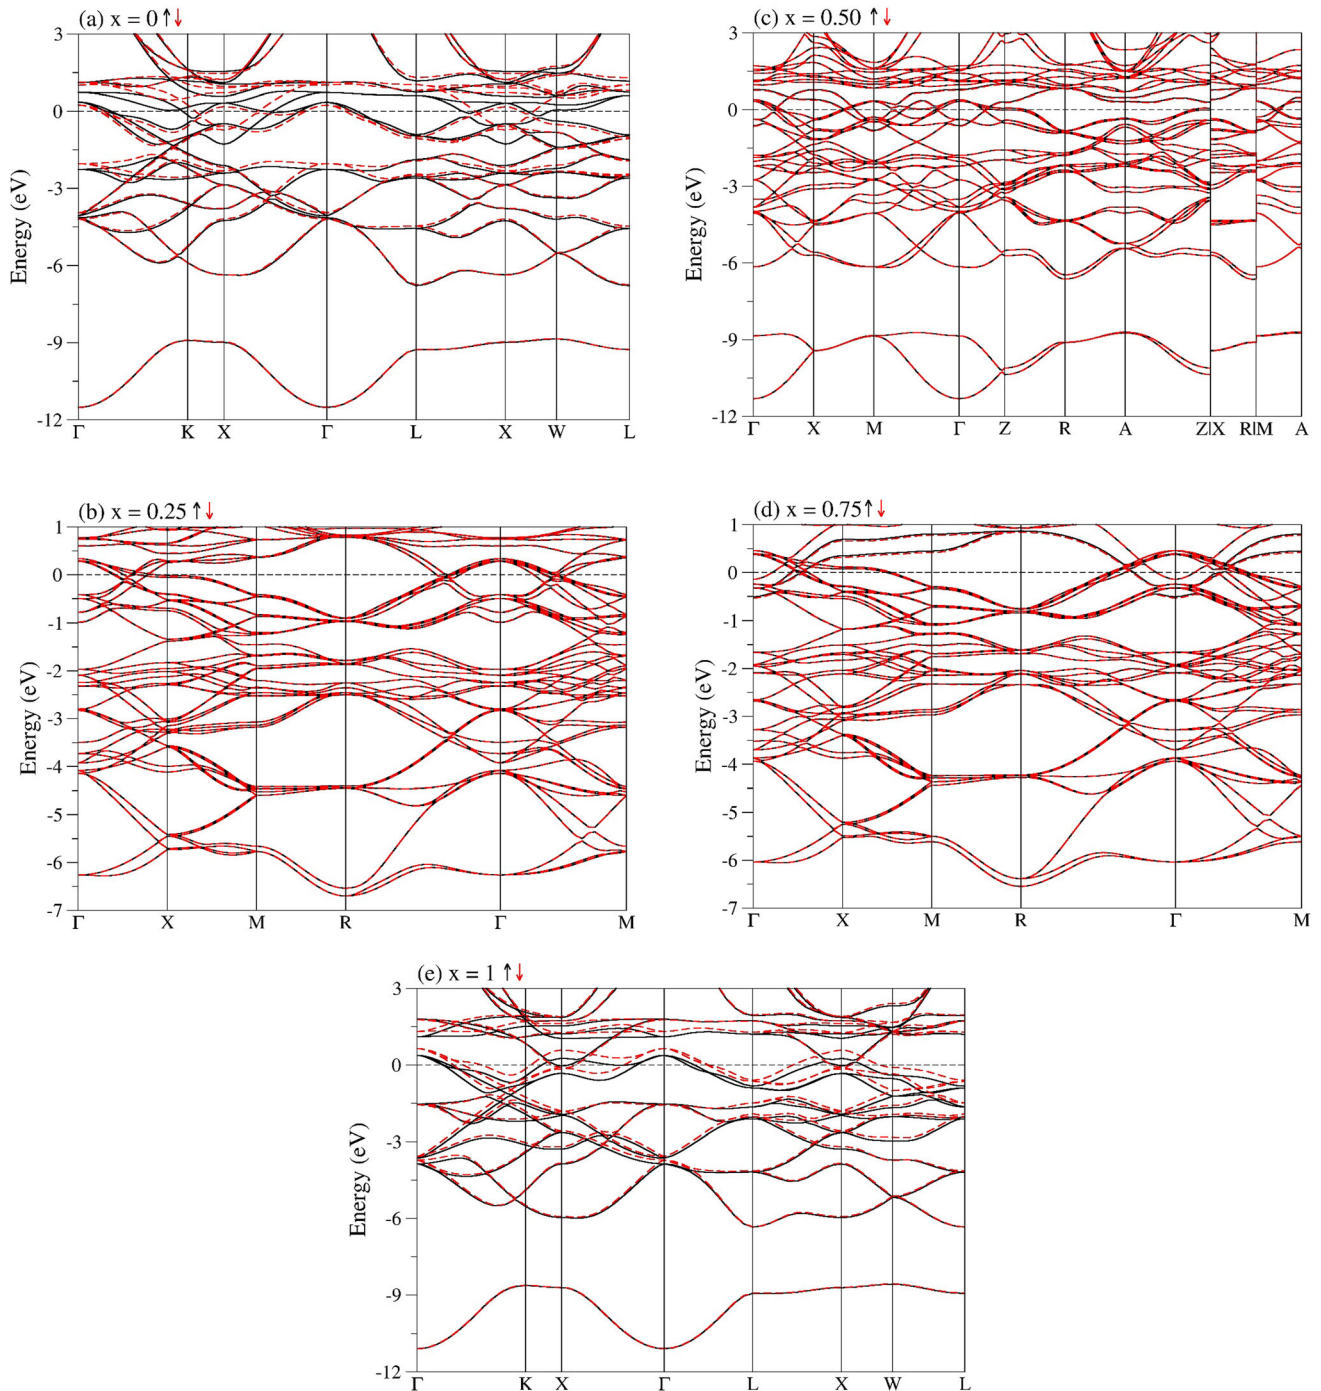 (a) x = 0 ↑↓
3
0
-3
-6
-9
-12
Energy (eV)
Γ K X Γ L X W L
(c) x = 0.50 ↑↓
3
0
-3
-6
-9
-12
Energy (eV)
Γ X M Γ Z R A Z|X R|M A
(b) x = 0.25 ↑↓
1
0
-1
-2
-3
-4
-5
-6
-7
Energy (eV)
Γ X M R Γ M
(d) x = 0.75 ↑↓
1
0
-1
-2
-3
-4
-5
-6
-7
Energy (eV)
Γ X M R Γ M
(e) x = 1 ↑↓
3
0
-3
-6
-9
-12
Energy (eV)
Γ K X Γ L X W L